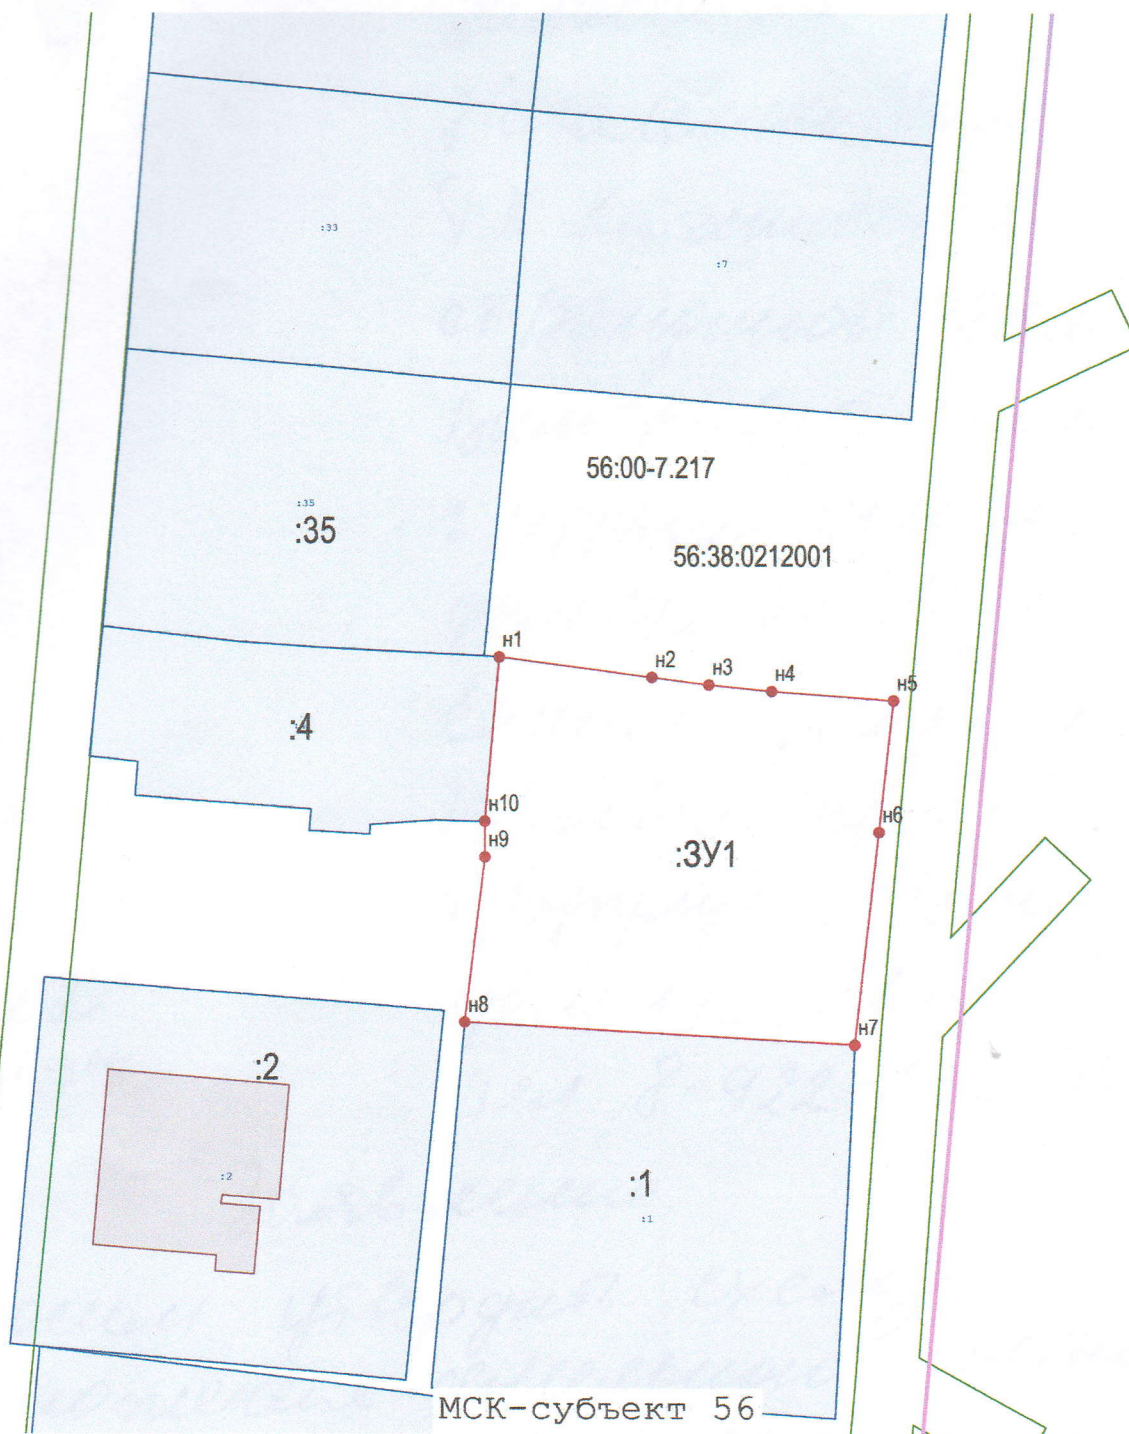 :33
:7
56:00-7.217
:35
:35
56:38:0212001
н1
н2
н3
н4
н5
:4
н10
н6
н9
:ЗУ1
н8
н7
:2
:2
:1
:1
МСК-субъект 56